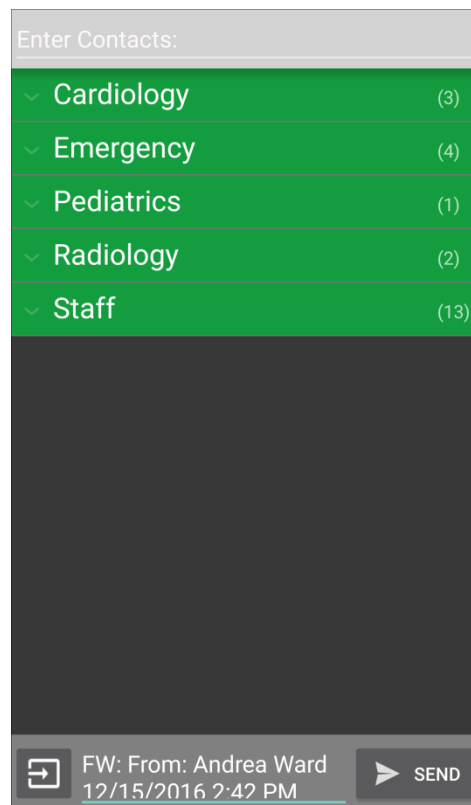 Enter Contacts:
Cardiology (3)
Emergency (4)
Pediatrics (1)
Radiology (2)
Staff (13)
FW: From: Andrea Ward
12/15/2016 2:42 PM
SEND